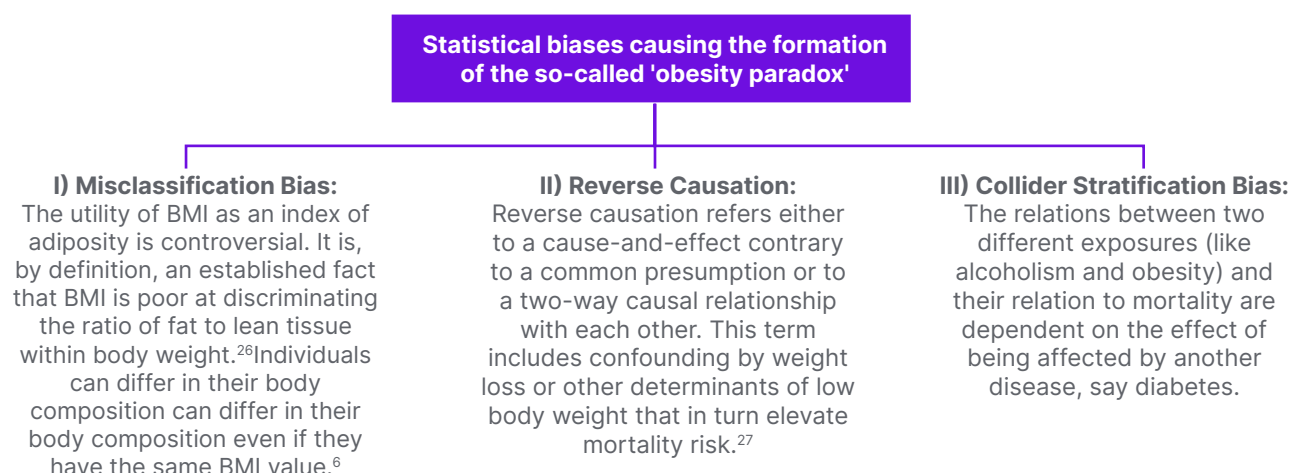 Statistical biases causing the formation
of the so-called 'obesity paradox'
I) Misclassification Bias:
The utility of BMI as an index of
adiposity is controversial. It is,
by definition, an established fact
that BMI is poor at discriminating
the ratio of fat to lean tissue
within body weight.²⁶Individuals
can differ in their body
composition can differ in their
body composition even if they
have the same BMI value.⁶
II) Reverse Causation:
Reverse causation refers either
to a cause-and-effect contrary
to a common presumption or to
a two-way causal relationship
with each other. This term
includes confounding by weight
loss or other determinants of low
body weight that in turn elevate
mortality risk.²⁷
III) Collider Stratification Bias:
The relations between two
different exposures (like
alcoholism and obesity) and
their relation to mortality are
dependent on the effect of
being affected by another
disease, say diabetes.